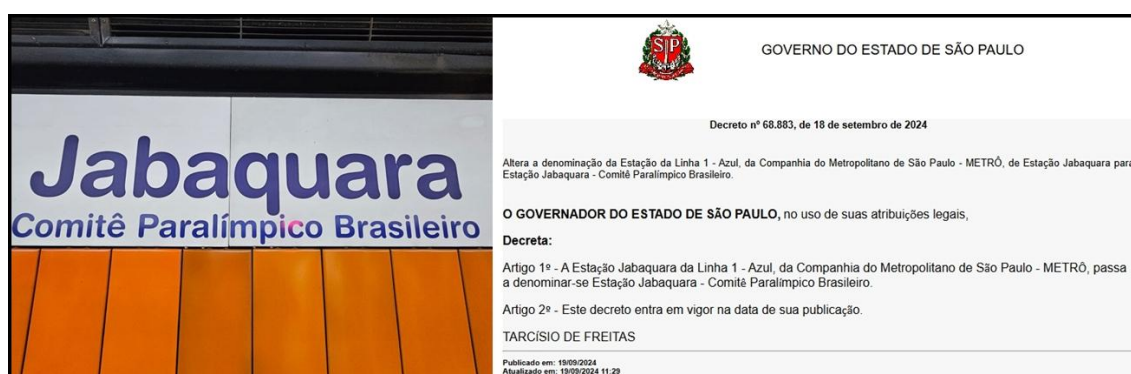 Jabaquara
Comitê Paralímpico Brasileiro
SP
GOVERNO DO ESTADO DE SÃO PAULO
Decreto nº 68.883, de 18 de setembro de 2024
Altera a denominação da Estação da Linha 1 - Azul, da Companhia do Metropolitano de São Paulo - METRÔ, de Estação Jabaquara para
Estação Jabaquara - Comitê Paralímpico Brasileiro.
O GOVERNADOR DO ESTADO DE SÃO PAULO, no uso de suas atribuições legais,
Decreta:
Artigo 1º - A Estação Jabaquara da Linha 1 - Azul, da Companhia do Metropolitano de São Paulo - METRÔ, passa
a denominar-se Estação Jabaquara - Comitê Paralímpico Brasileiro.
Artigo 2º - Este decreto entra em vigor na data de sua publicação.
TARCÍSIO DE FREITAS
Publicado em: 19/09/2024
Atualizado em: 19/09/2024 11:29